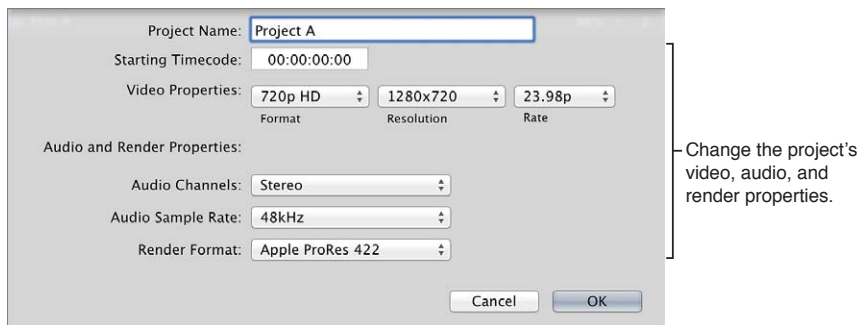 Project Name: Project A
Starting Timecode: 00:00:00:00
Video Properties: 720p HD 1280x720 23.98p
Format Resolution Rate
Audio and Render Properties:
Audio Channels: Stereo
Audio Sample Rate: 48kHz
Render Format: Apple ProRes 422
Cancel OK
Change the project's
video, audio, and
render properties.